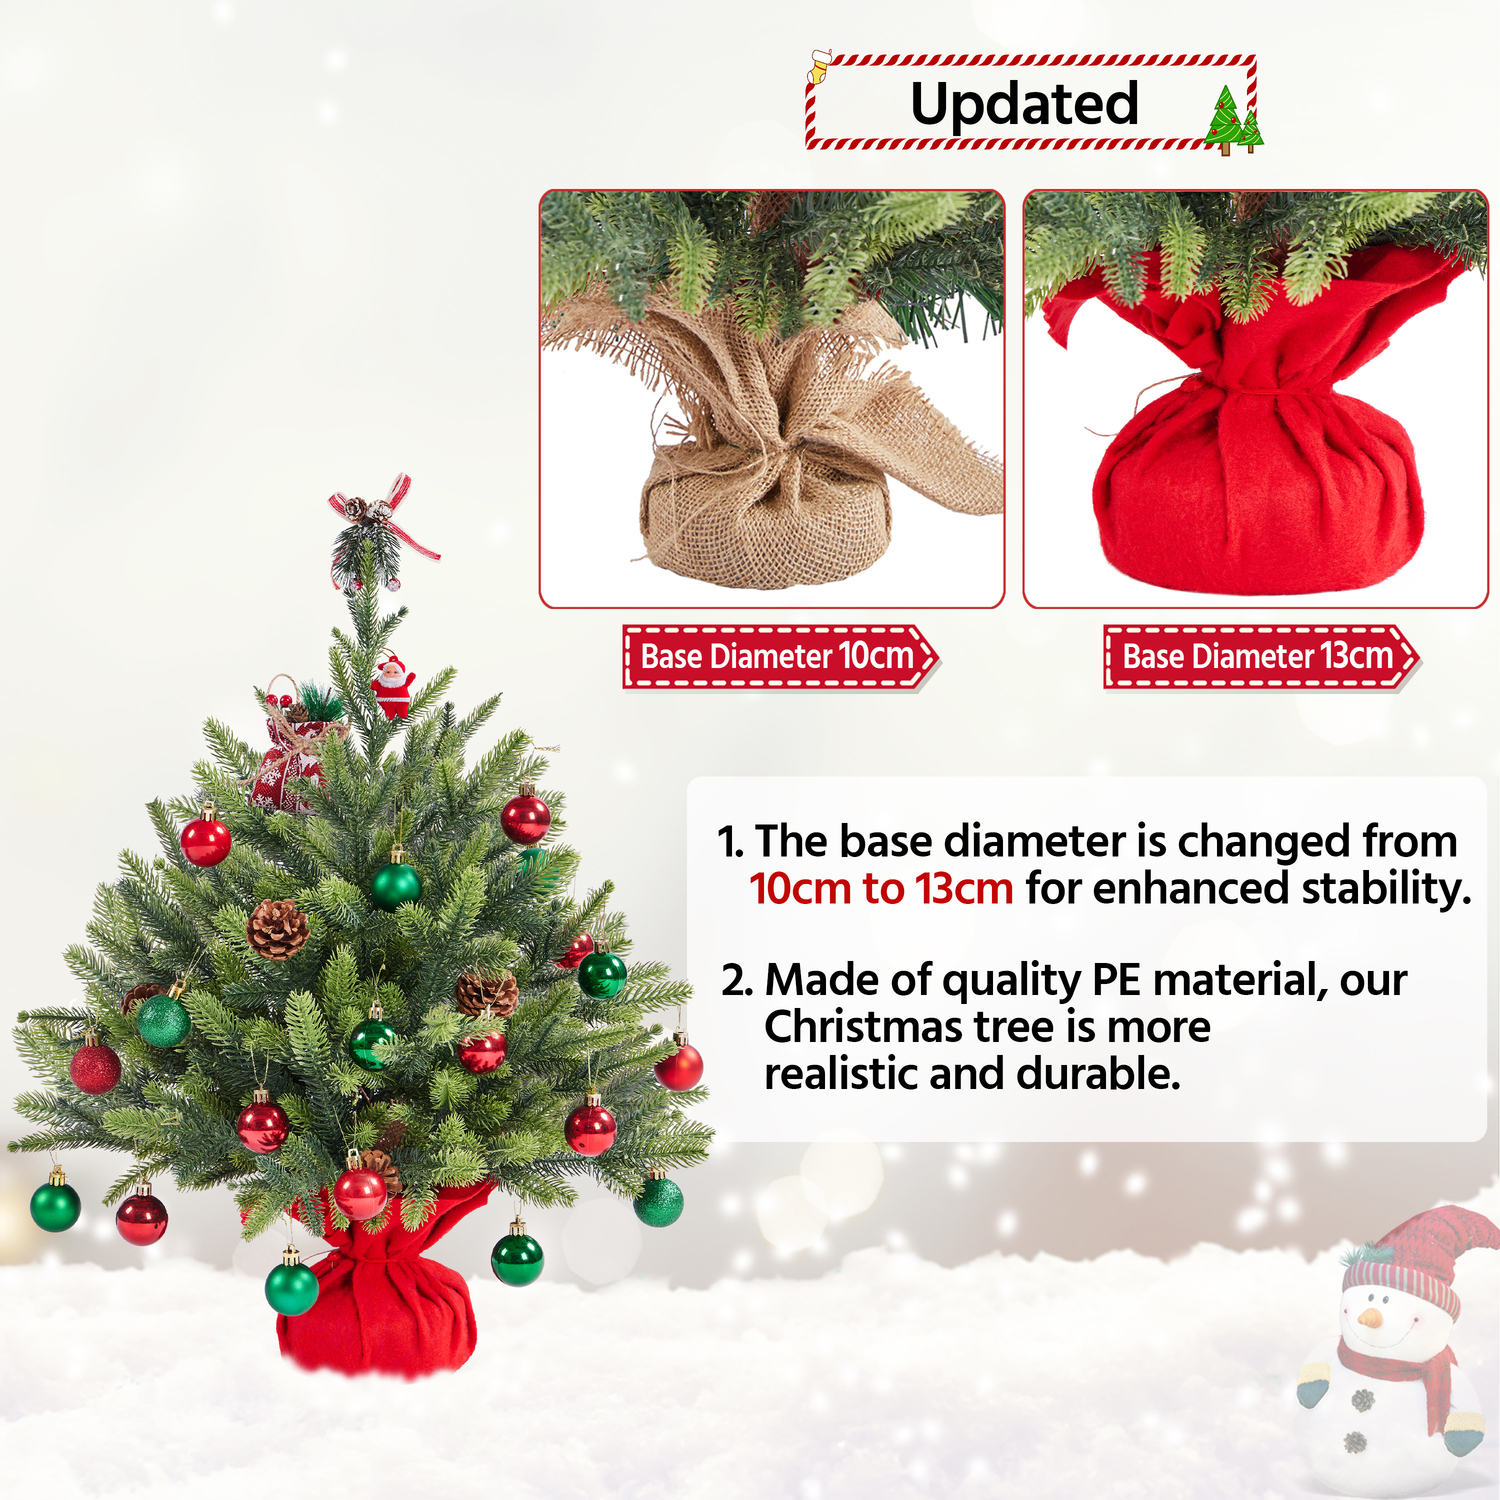 Updated
Base Diameter 10cm
Base Diameter 13cm
1. The base diameter is changed from
10cm to 13cm for enhanced stability.
2. Made of quality PE material, our
Christmas tree is more
realistic and durable.